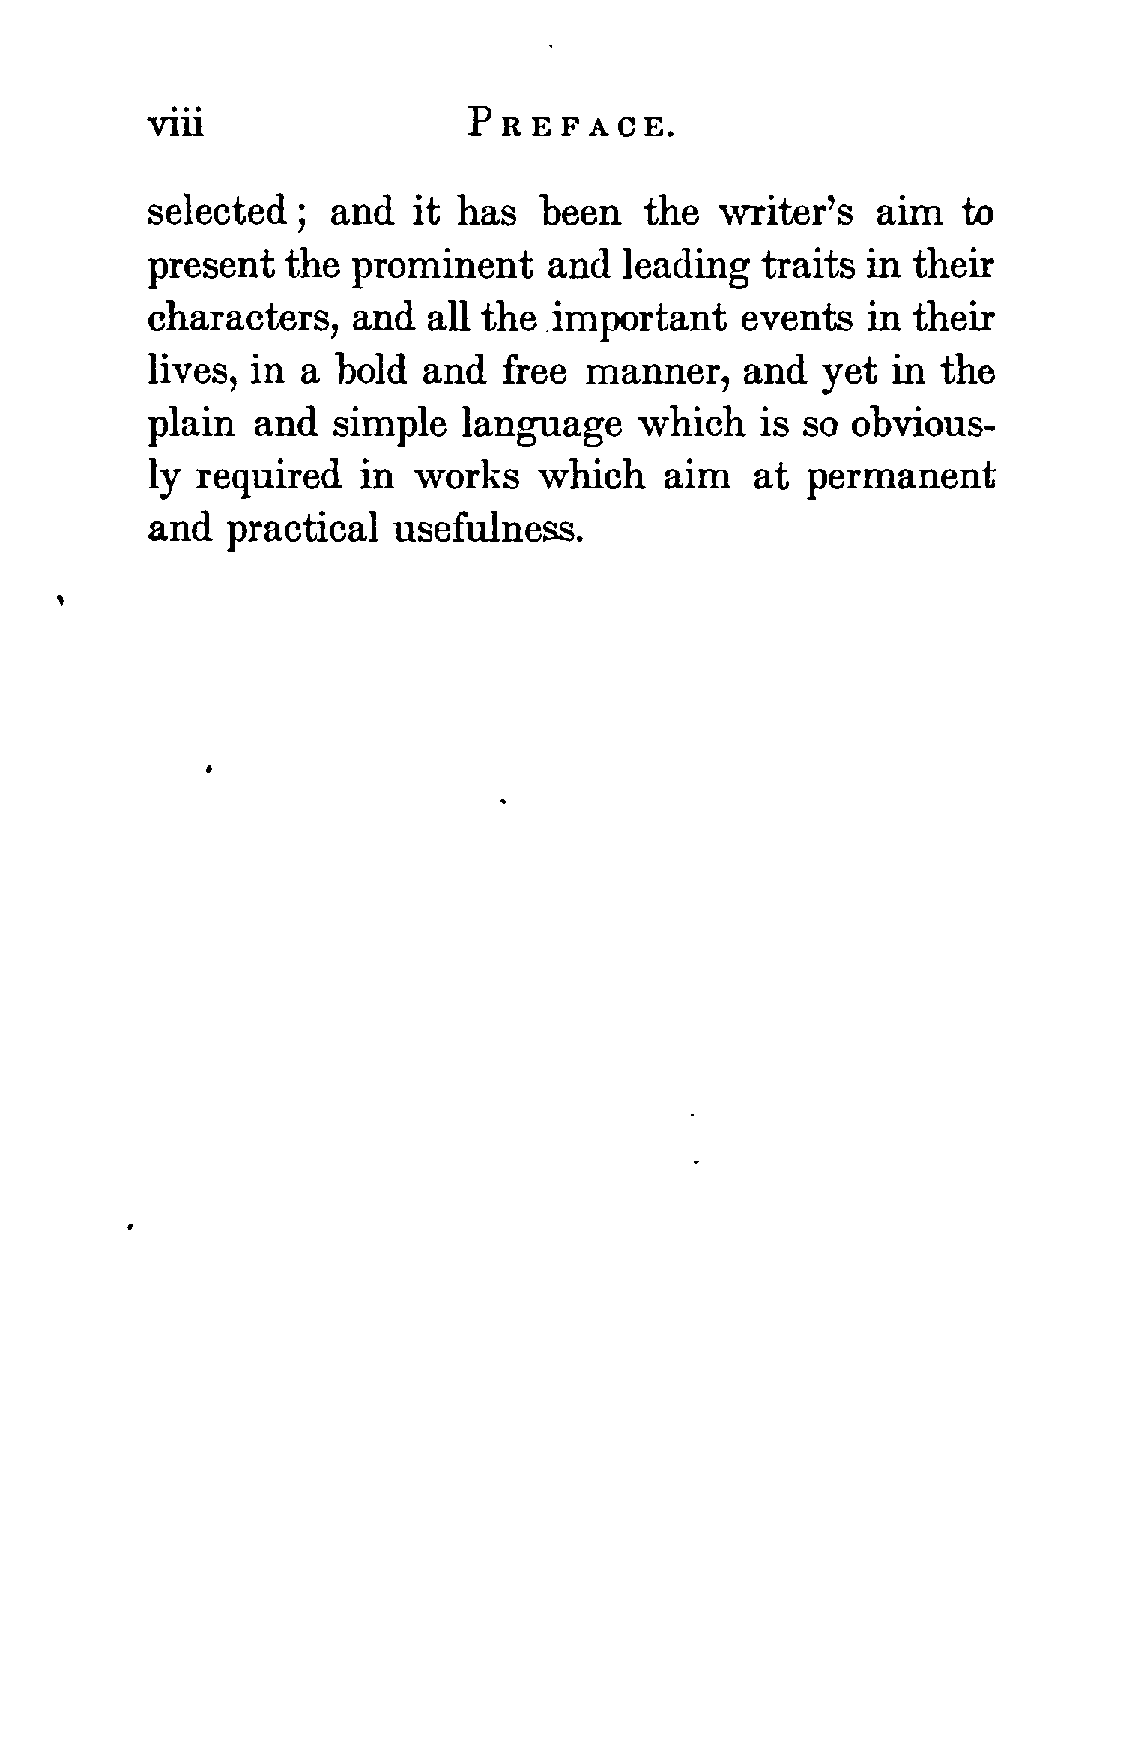 viii PREFACE.
selected; and it has been the writer's aim to
present the prominent and leading traits in their
characters, and all the important events in their
lives, in a bold and free manner, and yet in the
plain and simple language which is so obvious-
ly required in works which aim at permanent
and practical usefulness.